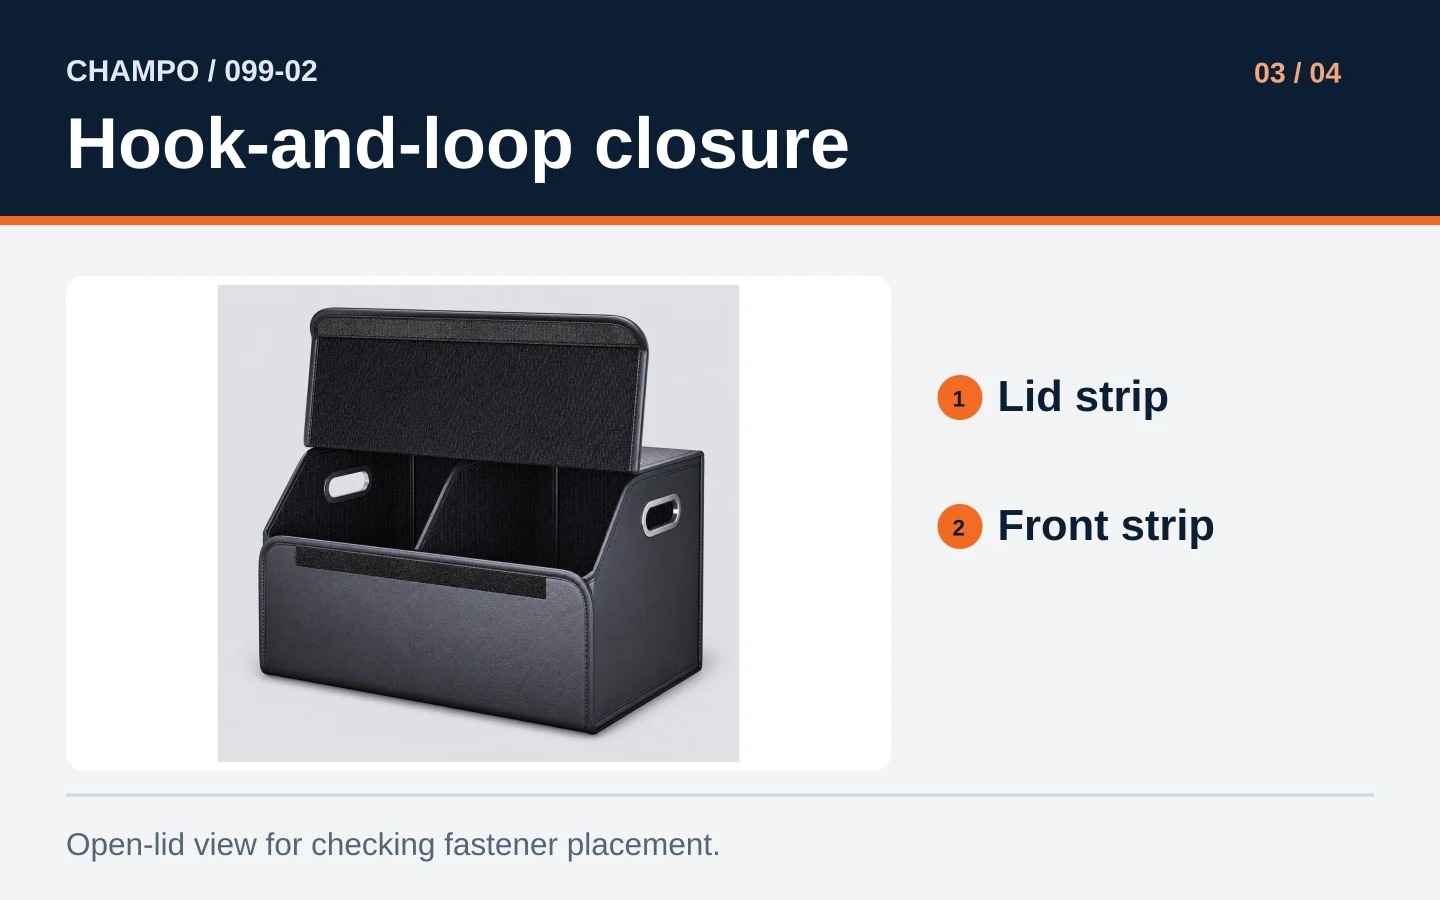 CHAMPO / 099-02
03 / 04
Hook-and-loop closure
1 Lid strip
2 Front strip
Open-lid view for checking fastener placement.